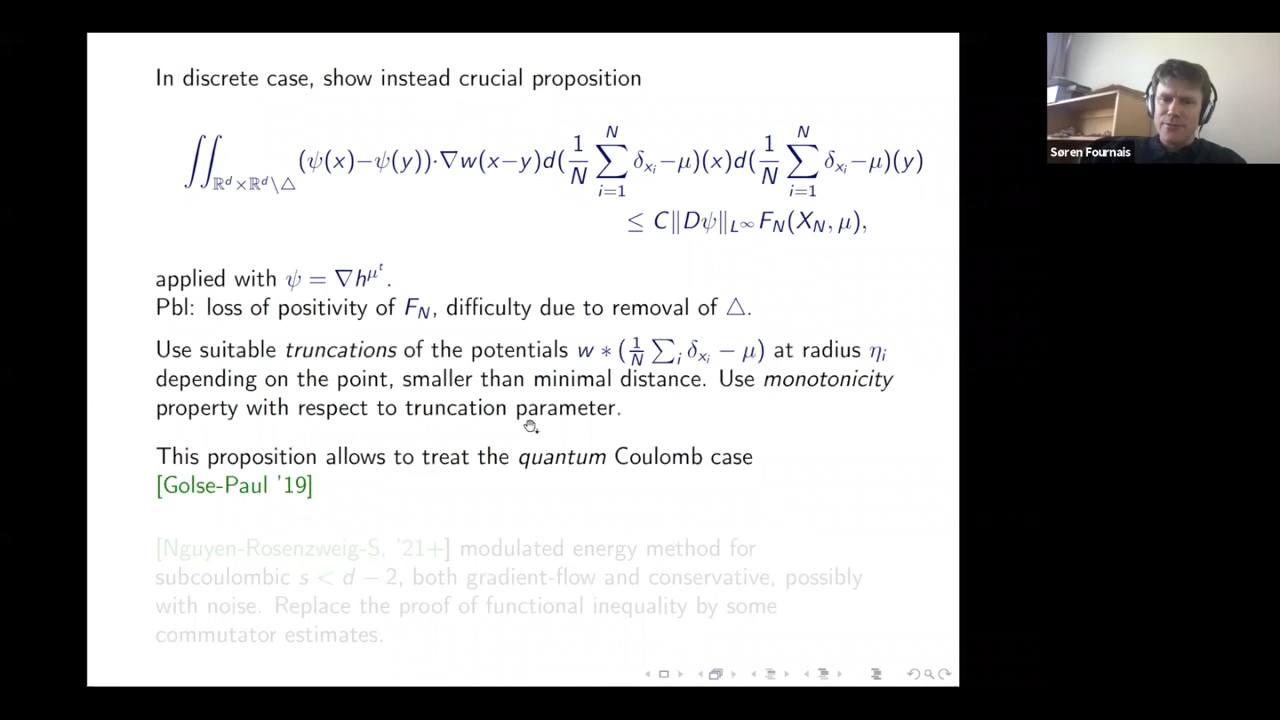 In discrete case, show instead crucial proposition
∬_{ℝ^d×ℝ^d\△} (ψ(x)−ψ(y))·∇w(x−y)d(1/N ∑_{i=1}^N δ_{x_i}−μ)(x)d(1/N ∑_{i=1}^N δ_{x_i}−μ)(y)
≤ C‖Dψ‖_{L^∞} F_N(X_N, μ),
applied with ψ = ∇h^{μ^t}.
Pbl: loss of positivity of F_N, difficulty due to removal of △.
Use suitable truncations of the potentials w ∗ (1/N ∑_i δ_{x_i} − μ) at radius η_i
depending on the point, smaller than minimal distance. Use monotonicity
property with respect to truncation parameter.
This proposition allows to treat the quantum Coulomb case
[Golse-Paul '19]
[Nguyen-Rosenzweig-S, '21+] modulated energy method for
subcoulombic s < d − 2, both gradient-flow and conservative, possibly
with noise. Replace the proof of functional inequality by some
commutator estimates.
Søren Fournais